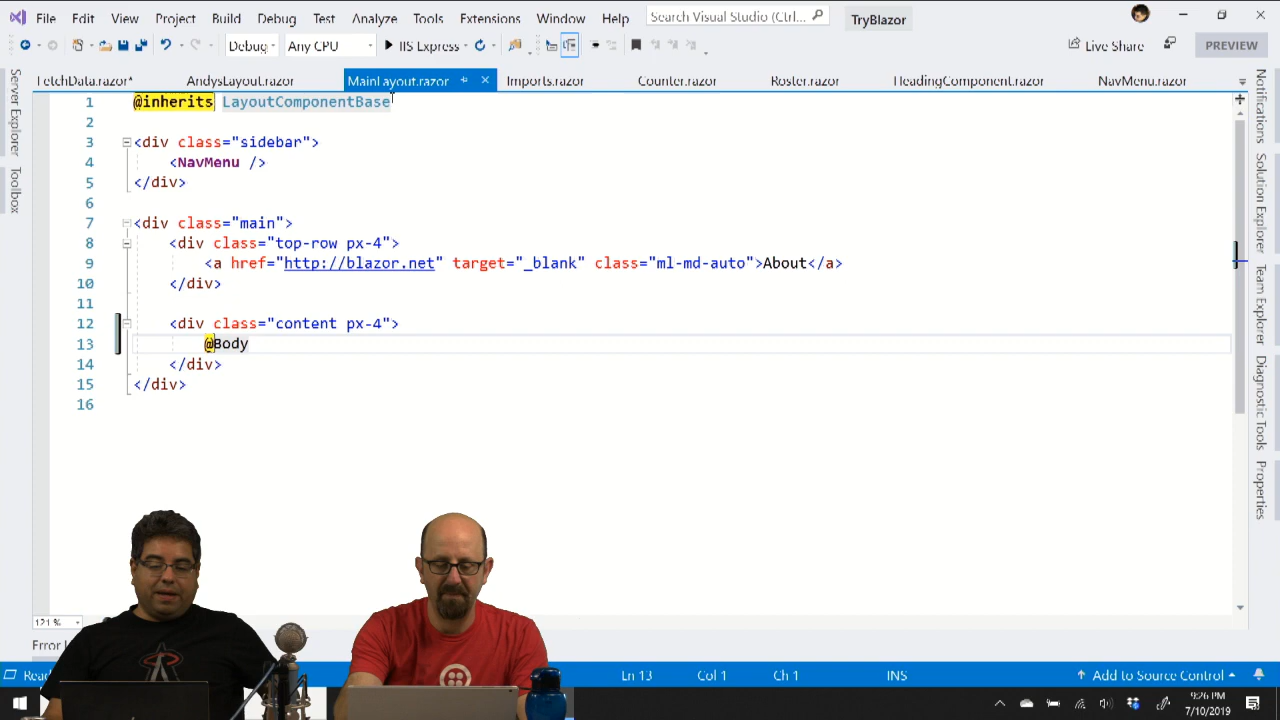 File Edit View Project Build Debug Test Analyze Tools Extensions Window Help Search Visual Studio (Ctrl... TryBlazor
Debug Any CPU IIS Express Live Share PREVIEW
FetchData.razor* AndysLayout.razor MainLayout.razor Imports.razor Counter.razor Roster.razor HeadingComponent.razor NavMenu.razor
Server Explorer
Toolbox
1 @inherits LayoutComponentBase
2
3 <div class="sidebar">
4 <NavMenu />
5 </div>
6
7 <div class="main">
8 <div class="top-row px-4">
9 <a href="http://blazor.net" target="_blank" class="ml-md-auto">About</a>
10 </div>
11
12 <div class="content px-4">
13 @Body
14 </div>
15 </div>
16
Notifications
Solution Explorer
Team Explorer
Diagnostic Tools
Properties
121 %
Error
Ln 13 Col 1 Ch 1 INS Add to Source Control
9:26 PM
7/10/2019